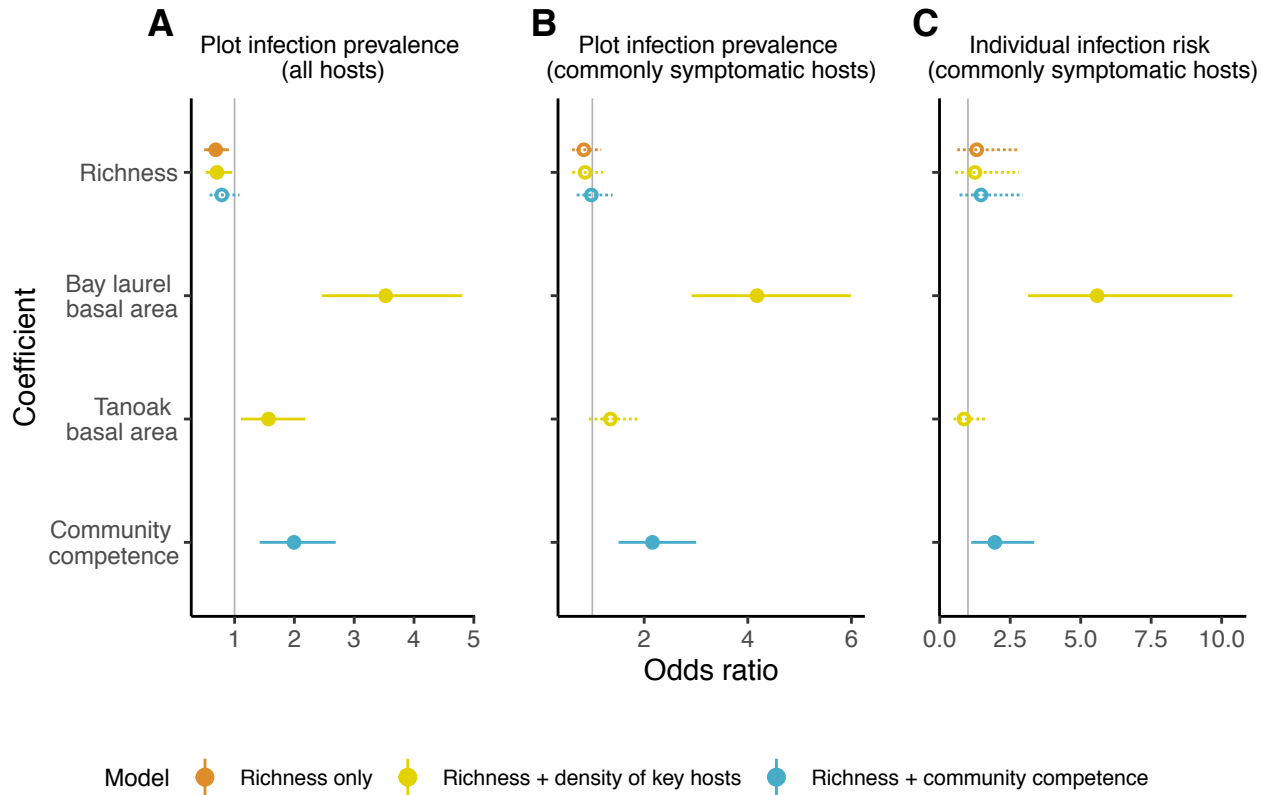 A
Plot infection prevalence
(all hosts)
B
Plot infection prevalence
(commonly symptomatic hosts)
C
Individual infection risk
(commonly symptomatic hosts)
Coefficient
Richness
Bay laurel
basal area
Tanoak
basal area
Community
competence
1 2 3 4 5
2 4 6
0.0 2.5 5.0 7.5 10.0
Odds ratio
Model Richness only Richness + density of key hosts Richness + community competence